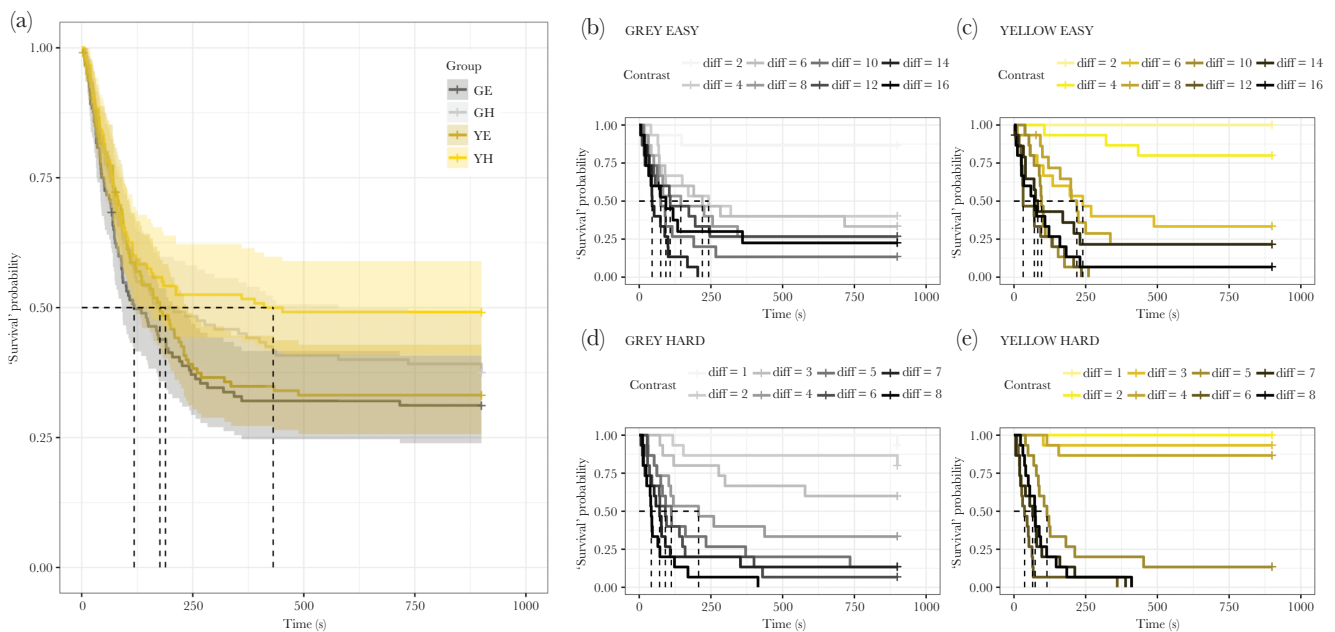 (a)
1.00
0.75
0.50
0.25
0.00
'Survival' probability
0
250
500
750
1000
Time (s)
Group
GE
GH
YE
YH
(b) GREY EASY
Contrast
diff = 2 diff = 6 diff = 10 diff = 14
diff = 4 diff = 8 diff = 12 diff = 16
1.00
0.75
0.50
0.25
0.00
'Survival' probability
0 250 500 750 1000
Time (s)
(c) YELLOW EASY
Contrast
diff = 2 diff = 6 diff = 10 diff = 14
diff = 4 diff = 8 diff = 12 diff = 16
1.00
0.75
0.50
0.25
0.00
'Survival' probability
0 250 500 750 1000
Time (s)
(d) GREY HARD
Contrast
diff = 1 diff = 3 diff = 5 diff = 7
diff = 2 diff = 4 diff = 6 diff = 8
1.00
0.75
0.50
0.25
0.00
'Survival' probability
0 250 500 750 1000
Time (s)
(e) YELLOW HARD
Contrast
diff = 1 diff = 3 diff = 5 diff = 7
diff = 2 diff = 4 diff = 6 diff = 8
1.00
0.75
0.50
0.25
0.00
'Survival' probability
0 250 500 750 1000
Time (s)